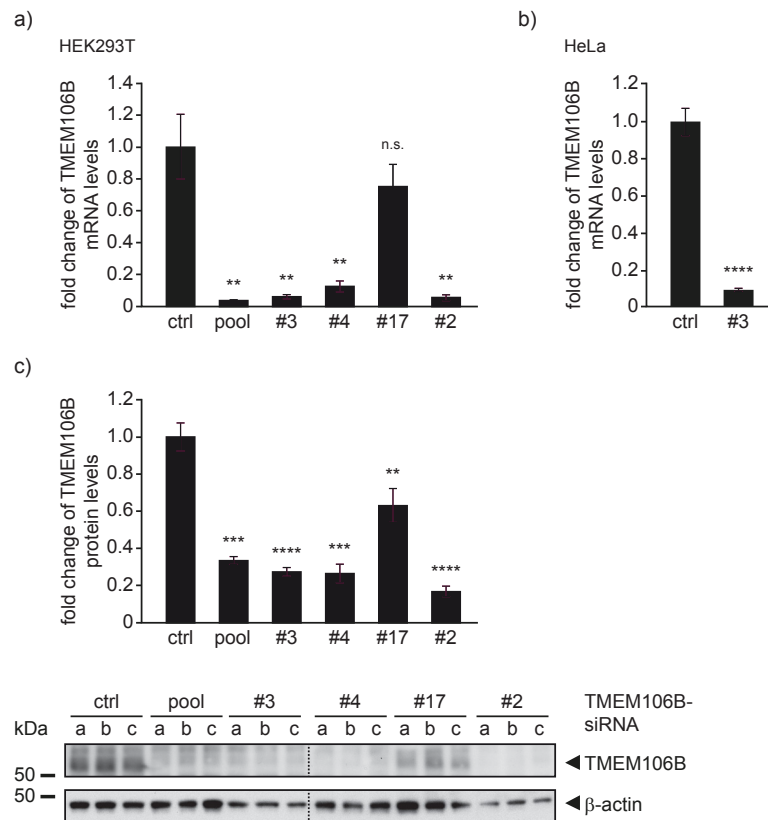 a)
HEK293T
fold change of TMEM106B
mRNA levels
1.4
1.2
1.0
0.8
0.6
0.4
0.2
0
** ** ** n.s. **
ctrl pool #3 #4 #17 #2
b)
HeLa
fold change of TMEM106B
mRNA levels
1.2
1.0
0.8
0.6
0.4
0.2
0
****
ctrl #3
c)
fold change of TMEM106B
protein levels
1.2
1.0
0.8
0.6
0.4
0.2
0
*** **** *** ** ****
ctrl pool #3 #4 #17 #2
ctrl pool #3 #4 #17 #2 TMEM106B-
siRNA
kDa a b c a b c a b c a b c a b c a b c
TMEM106B
50
50
β-actin